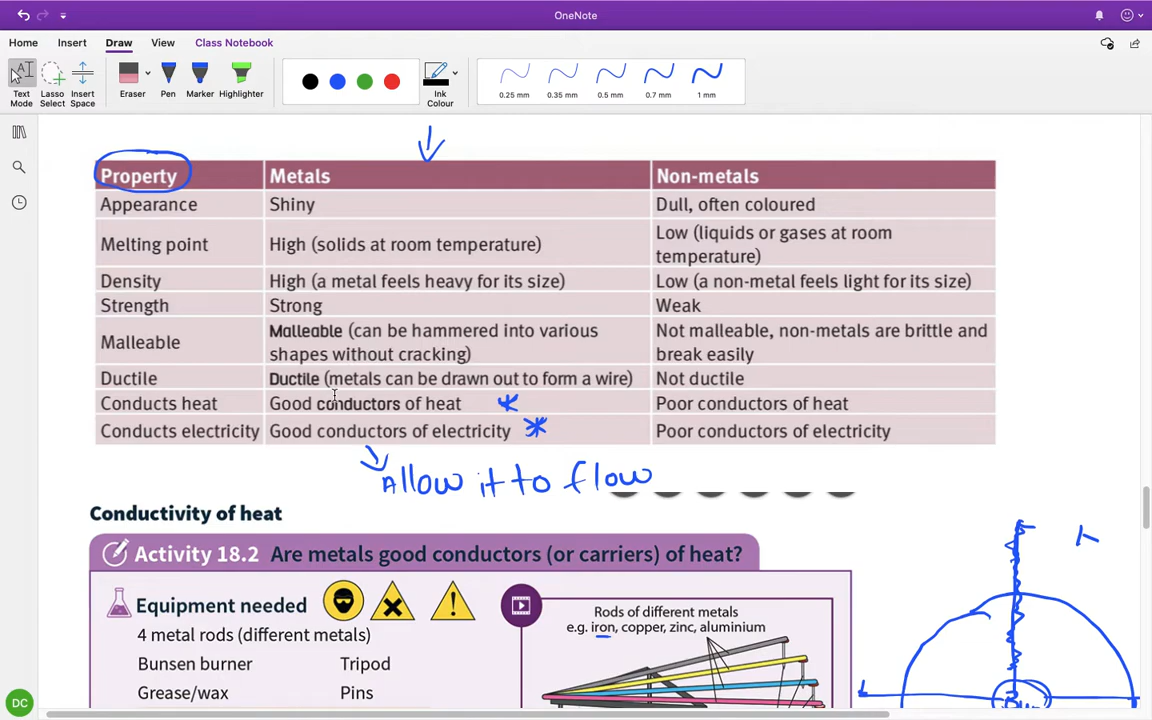 OneNote
Home Insert Draw View Class Notebook
Text Mode
Lasso Select
Insert Space
Eraser
Pen
Marker
Highlighter
Ink Colour
0.25 mm
0.35 mm
0.5 mm
0.7 mm
1 mm
Property Metals Non-metals
Appearance Shiny Dull, often coloured
Melting point High (solids at room temperature) Low (liquids or gases at room
temperature)
Density High (a metal feels heavy for its size) Low (a non-metal feels light for its size)
Strength Strong Weak
Malleable Malleable (can be hammered into various
shapes without cracking)
Not malleable, non-metals are brittle and
break easily
Ductile Ductile (metals can be drawn out to form a wire) Not ductile
Conducts heat Good conductors of heat Poor conductors of heat
Conducts electricity Good conductors of electricity Poor conductors of electricity
Allow it to flow
Conductivity of heat
Activity 18.2 Are metals good conductors (or carriers) of heat?
Equipment needed
4 metal rods (different metals)
Bunsen burner Tripod
Grease/wax Pins
Rods of different metals
e.g. iron, copper, zinc, aluminium
DC